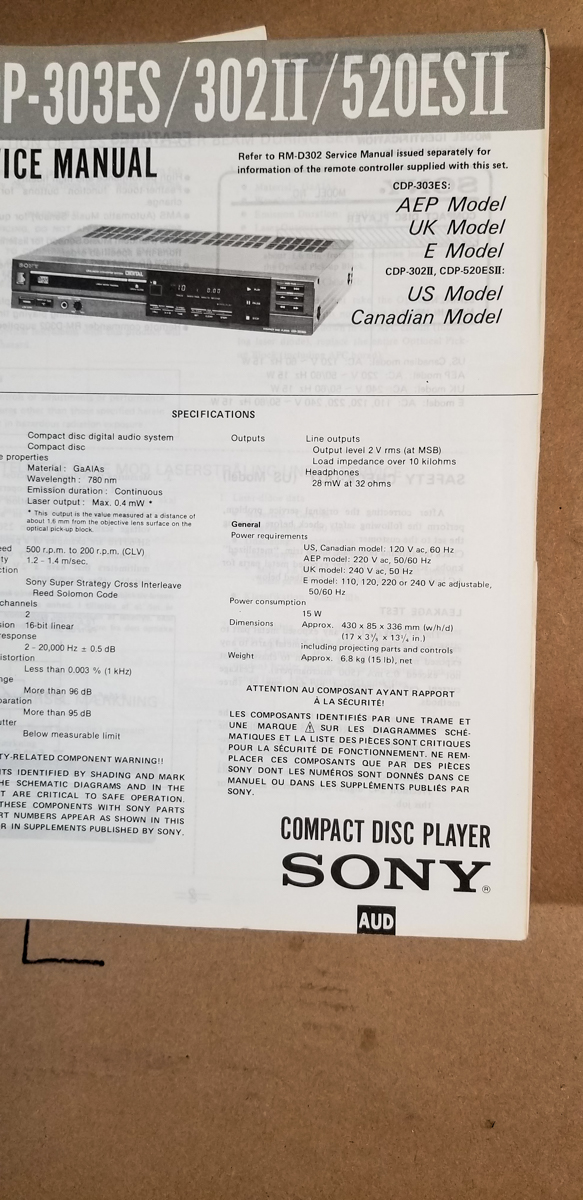 P-303ES/302II/520ESII
VICE MANUAL
Refer to RM-D302 Service Manual issued separately for
information of the remote controller supplied with this set.
CDP-303ES:
AEP Model
UK Model
E Model
CDP-302II, CDP-520ESII:
US Model
Canadian Model
SONY
DIGITAL
SPECIFICATIONS
Compact disc digital audio system
Compact disc
e properties
Material: GaAlAs
Wavelength: 780 nm
Emission duration: Continuous
Laser output: Max. 0.4 mW *
* This output is the value measured at a distance of
about 1.6 mm from the objective lens surface on the
optical pick-up block.
eed 500 r.p.m. to 200 r.p.m. (CLV)
ty 1.2 - 1.4 m/sec.
ction
Sony Super Strategy Cross Interleave
Reed Solomon Code
channels
2
sion 16-bit linear
response
2 - 20,000 Hz ± 0.5 dB
istortion
Less than 0.003 % (1 kHz)
nge
More than 96 dB
paration
More than 95 dB
utter
Below measurable limit
TY-RELATED COMPONENT WARNING!!
NTS IDENTIFIED BY SHADING AND MARK
HE SCHEMATIC DIAGRAMS AND IN THE
T ARE CRITICAL TO SAFE OPERATION.
THESE COMPONENTS WITH SONY PARTS
RT NUMBERS APPEAR AS SHOWN IN THIS
R IN SUPPLEMENTS PUBLISHED BY SONY.
Outputs Line outputs
Output level 2 V rms (at MSB)
Load impedance over 10 kilohms
Headphones
28 mW at 32 ohms
General
Power requirements
US, Canadian model: 120 V ac, 60 Hz
AEP model: 220 V ac, 50/60 Hz
UK model: 240 V ac, 50 Hz
E model: 110, 120, 220 or 240 V ac adjustable,
50/60 Hz
Power consumption
15 W
Dimensions Approx. 430 x 85 x 336 mm (w/h/d)
(17 x 3 3/8 x 13 1/4 in.)
including projecting parts and controls
Weight Approx. 6.8 kg (15 lb), net
ATTENTION AU COMPOSANT AYANT RAPPORT
À LA SÉCURITÉ!
LES COMPOSANTS IDENTIFIÉS PAR UNE TRAME ET
UNE MARQUE ⚠ SUR LES DIAGRAMMES SCHÉ-
MATIQUES ET LA LISTE DES PIÈCES SONT CRITIQUES
POUR LA SÉCURITÉ DE FONCTIONNEMENT. NE REM-
PLACER CES COMPOSANTS QUE PAR DES PIÈCES
SONY DONT LES NUMÉROS SONT DONNÉS DANS CE
MANUEL OU DANS LES SUPPLÉMENTS PUBLIÉS PAR
SONY.
COMPACT DISC PLAYER
SONY®
AUD